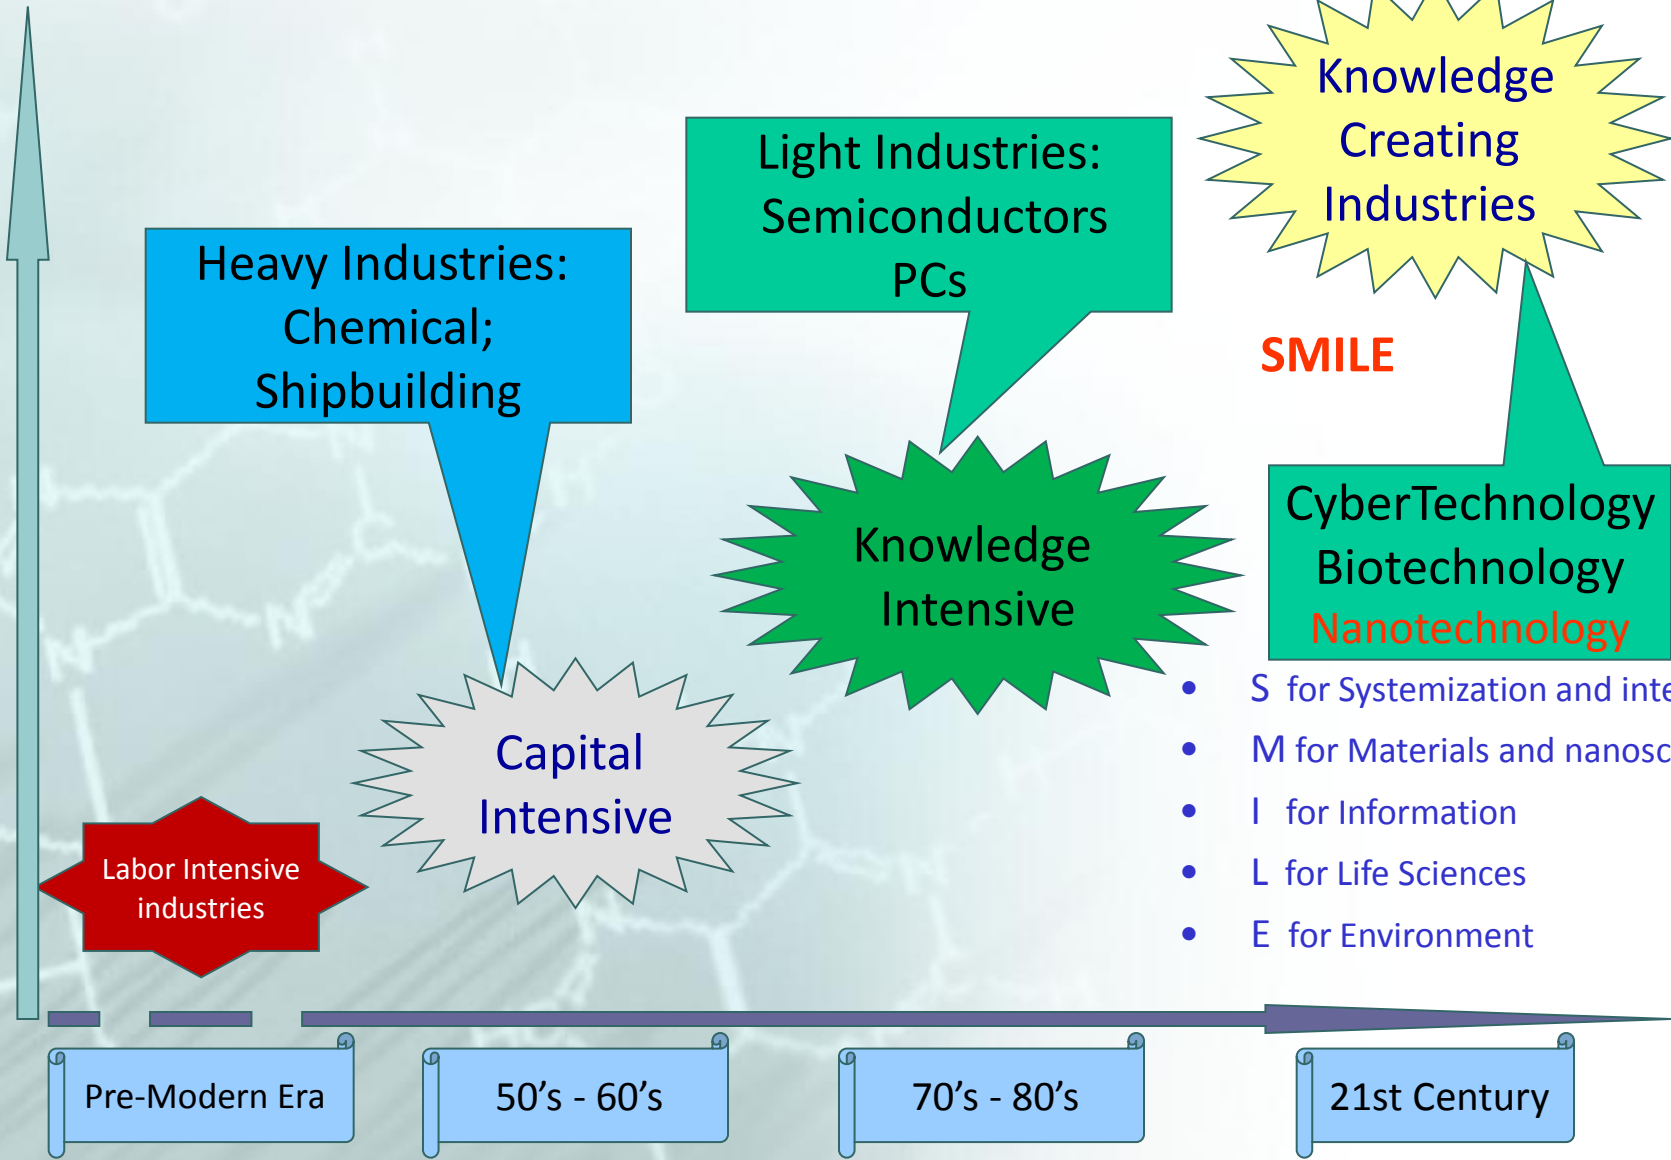 Knowledge
Creating
Industries
Light Industries:
Semiconductors
PCs
Heavy Industries:
Chemical;
Shipbuilding
SMILE
CyberTechnology
Biotechnology
Nanotechnology
Knowledge
Intensive
• S for Systemization and
• M for Materials and
• I for Information
• L for Life Sciences
• E for Environment
Capital
Intensive
Labor Intensive
industries
Pre-Modern Era
50’s - 60’s
70’s - 80’s
21st Century